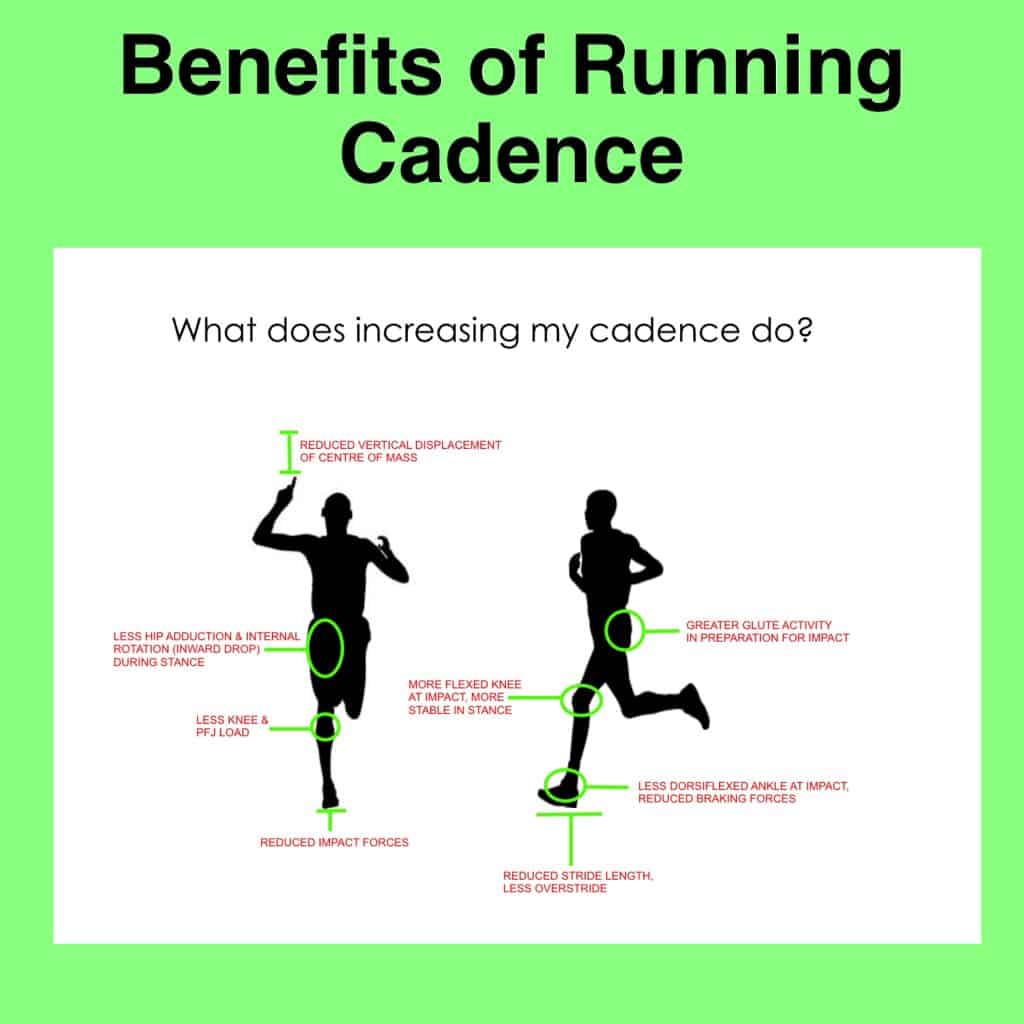 Benefits of Running
Cadence
What does increasing my cadence do?
REDUCED VERTICAL DISPLACEMENT
OF CENTRE OF MASS
LESS HIP ADDUCTION & INTERNAL
ROTATION (INWARD DROP)
DURING STANCE
LESS KNEE &
PFJ LOAD
REDUCED IMPACT FORCES
GREATER GLUTE ACTIVITY
IN PREPARATION FOR IMPACT
MORE FLEXED KNEE
AT IMPACT, MORE
STABLE IN STANCE
LESS DORSIFLEXED ANKLE AT IMPACT,
REDUCED BRAKING FORCES
REDUCED STRIDE LENGTH,
LESS OVERSTRIDE